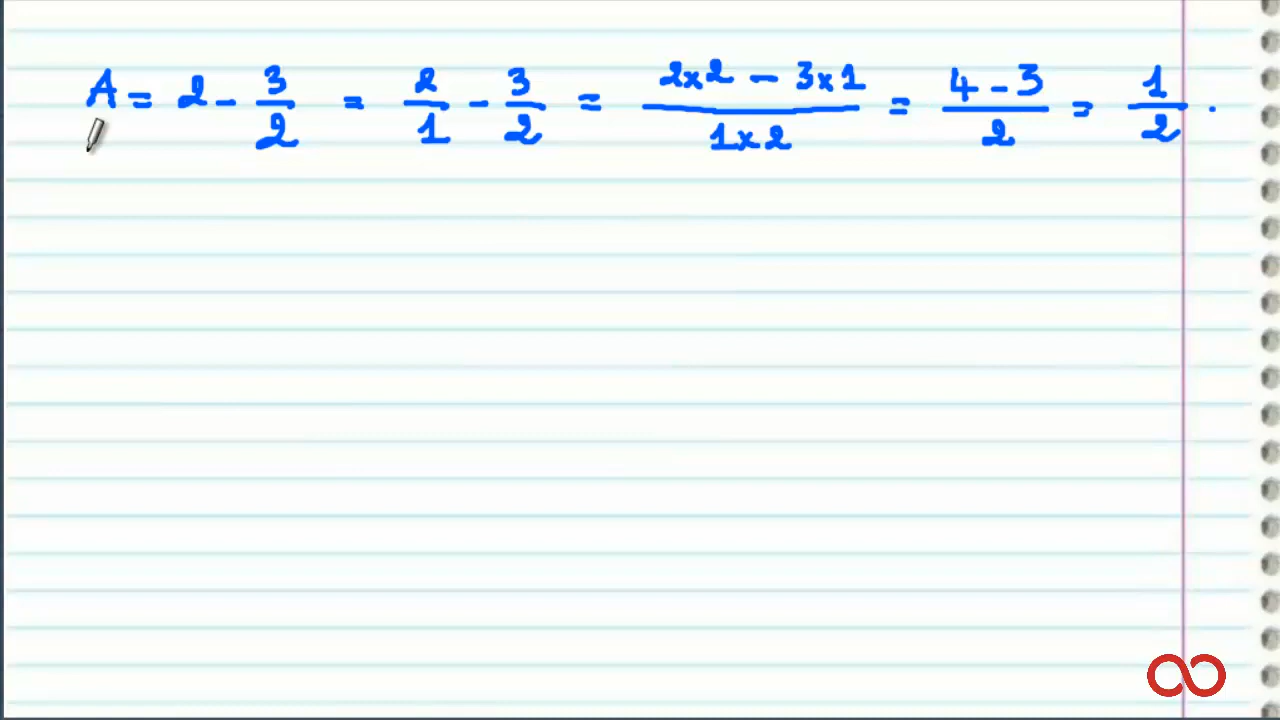 A = 2 - 3/2 = 2/1 - 3/2 = (2x2 - 3x1)/(1x2) = (4 - 3)/2 = 1/2 .